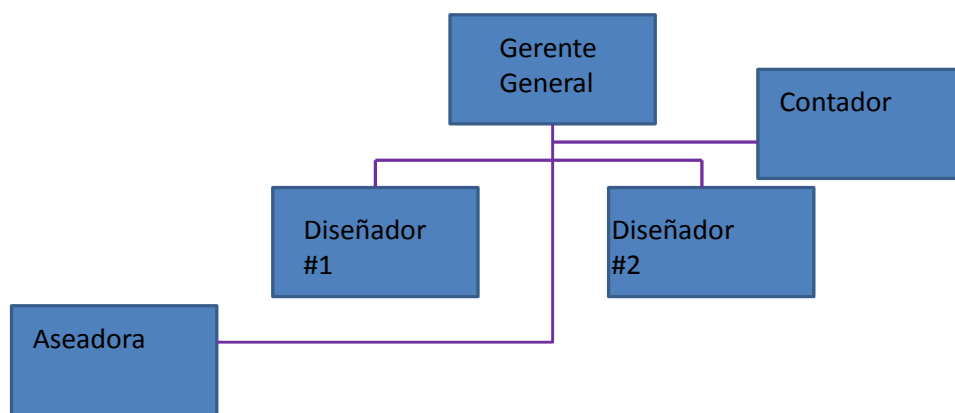 Gerente
General
Contador
Diseñador
#1
Diseñador
#2
Aseadora